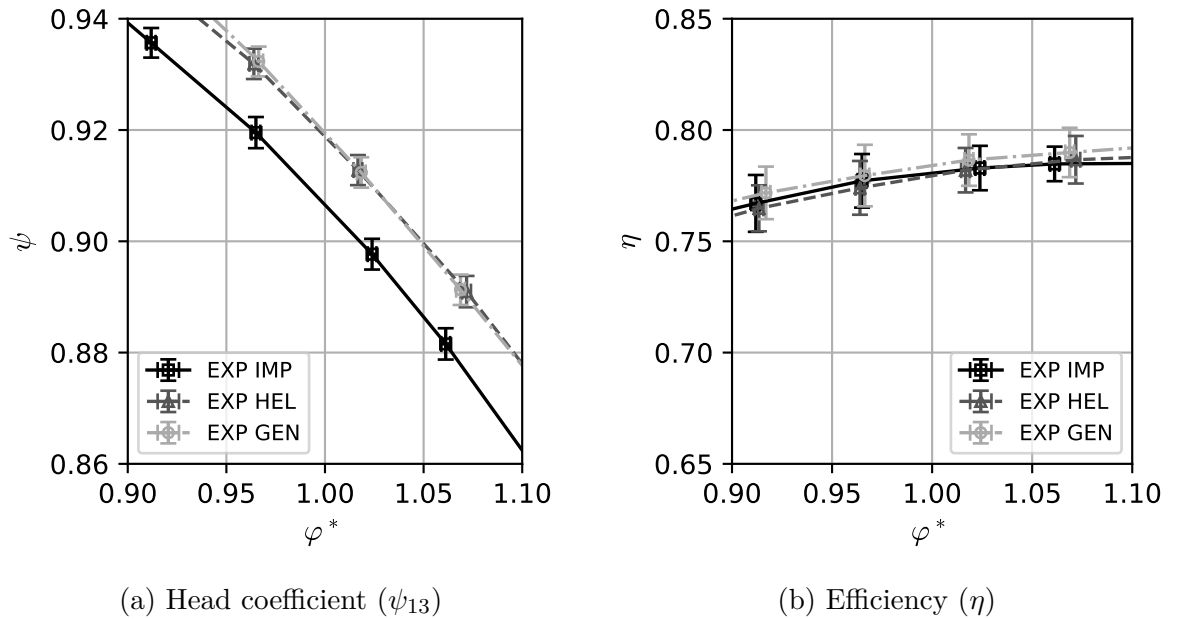 0.94
0.92
0.90
0.88
0.86
ψ
EXP IMP
EXP HEL
EXP GEN
0.90 0.95 1.00 1.05 1.10
φ*
(a) Head coefficient (ψ13)
0.85
0.80
0.75
0.70
0.65
η
EXP IMP
EXP HEL
EXP GEN
0.90 0.95 1.00 1.05 1.10
φ*
(b) Efficiency (η)